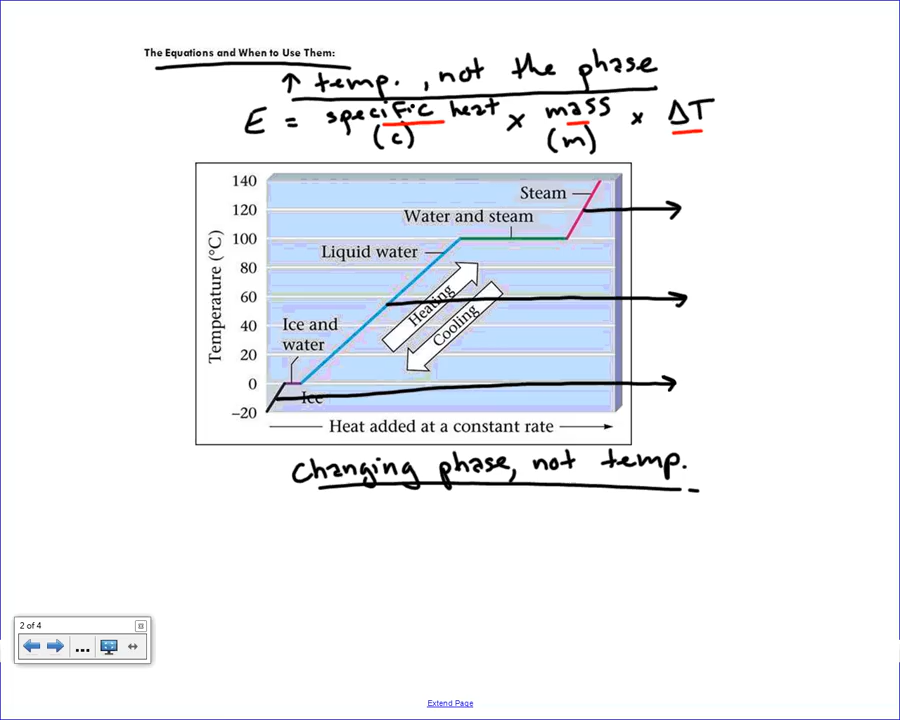 The Equations and When to Use Them:
↑ temp., not the phase
E = specific heat × mass × ΔT
(c) (m)
140
120
100
80
60
40
20
0
−20
Temperature (°C)
Steam
Water and steam
Liquid water
Heating
Cooling
Ice and
water
Ice
Heat added at a constant rate
Changing phase, not temp.
2 of 4
...
Extend Page